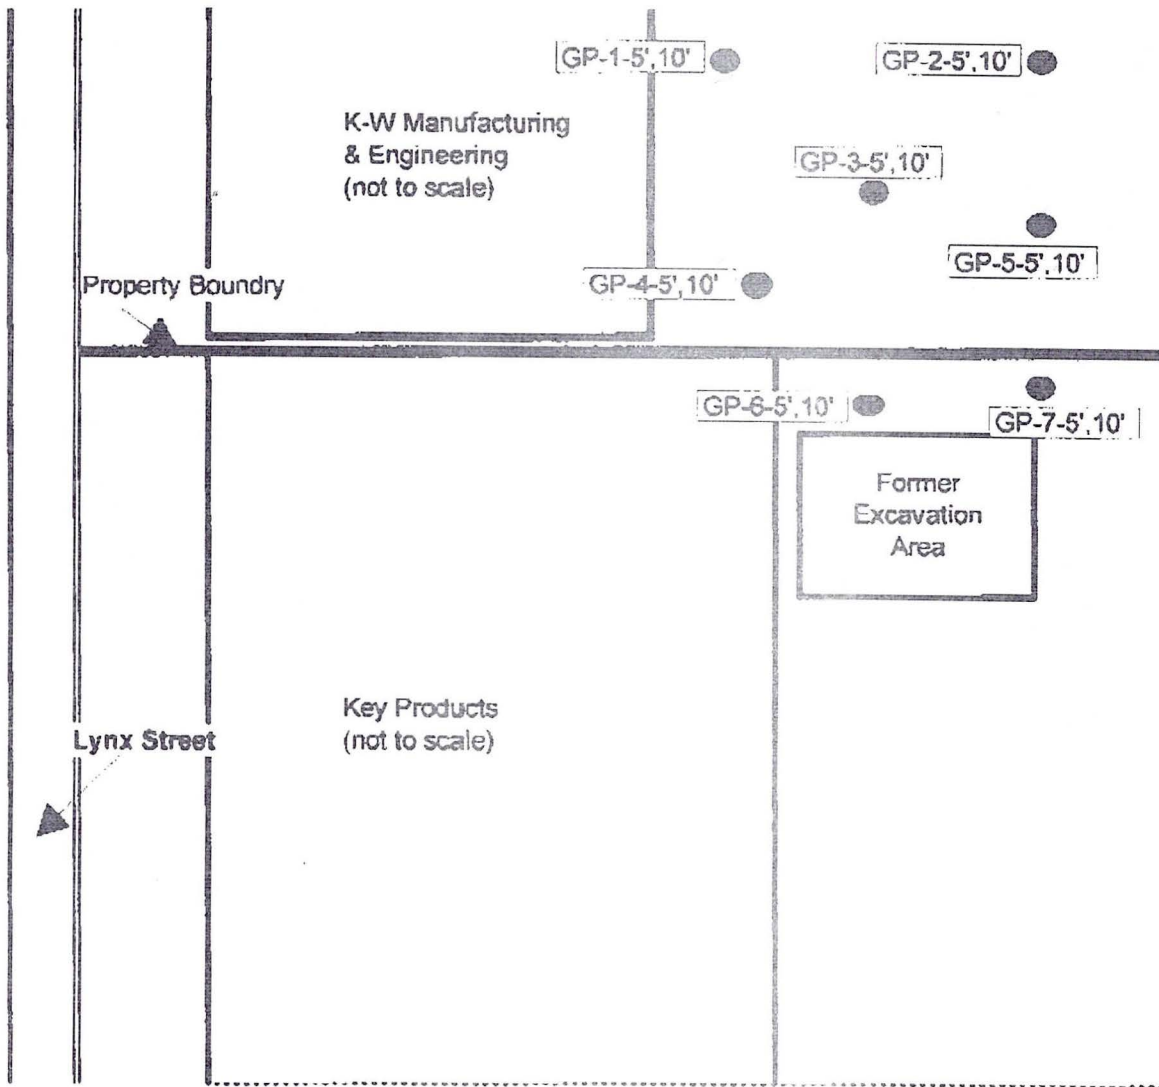 GP-1-5',10'
GP-2-5',10'
K-W Manufacturing
& Engineering
(not to scale)
GP-3-5',10'
GP-5-5',10'
Property Boundry
GP-4-5',10'
GP-6-5',10'
GP-7-5',10'
Former
Excavation
Area
Key Products
(not to scale)
Lynx Street